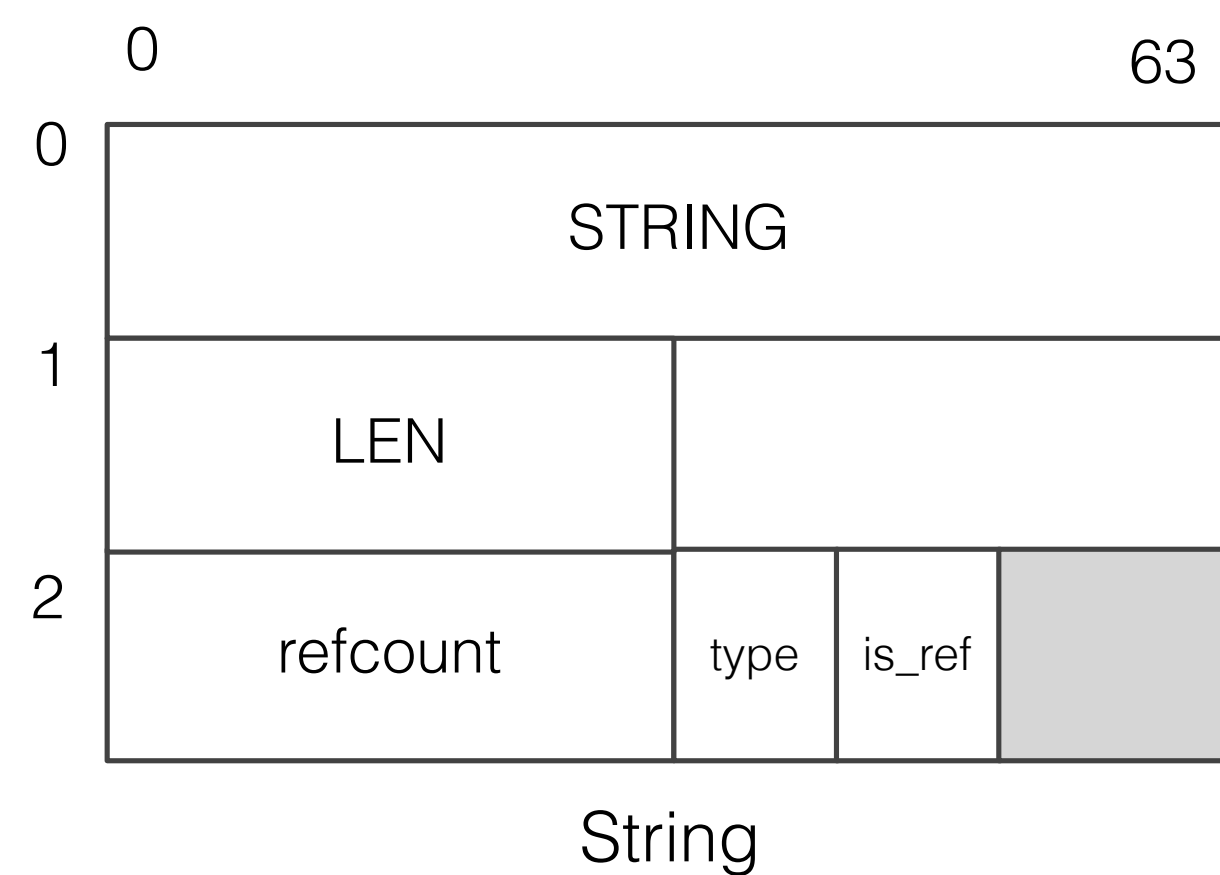 0 63
0
STRING
1
LEN
2
refcount type is_ref
String